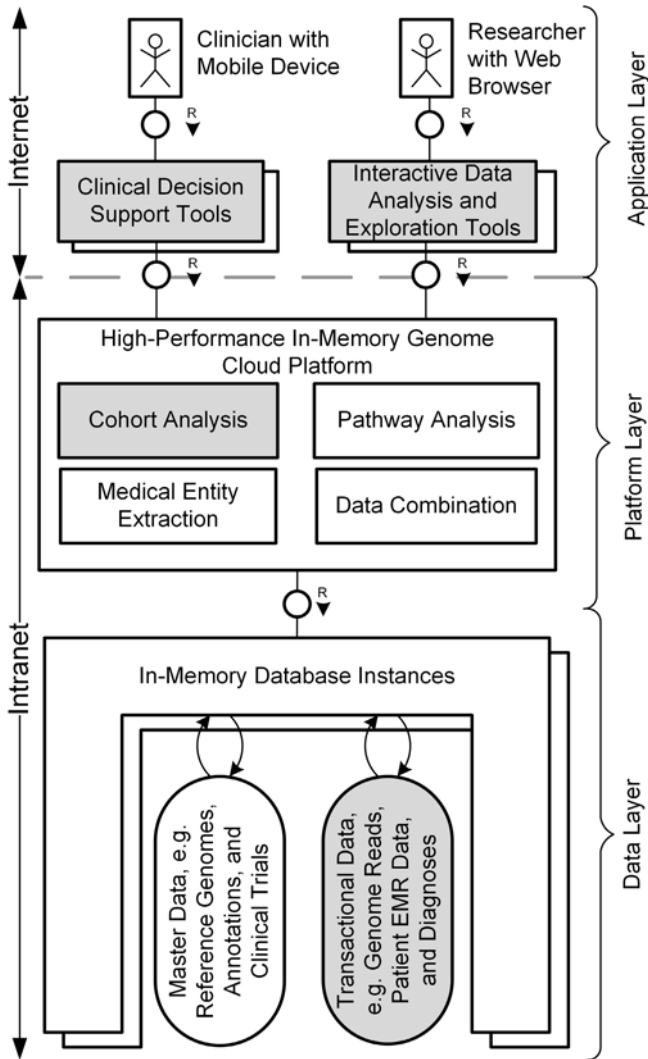 Clinician with
Mobile Device
Researcher
with Web
Browser
R
R
Internet
Application Layer
Clinical Decision
Support Tools
Interactive Data
Analysis and
Exploration Tools
R
R
High-Performance In-Memory Genome
Cloud Platform
Cohort Analysis
Pathway Analysis
Medical Entity
Extraction
Data Combination
Platform Layer
R
Intranet
In-Memory Database Instances
Master Data, e.g.
Reference Genomes,
Annotations, and
Clinical Trials
Transactional Data,
e.g. Genome Reads,
Patient EMR Data,
and Diagnoses
Data Layer